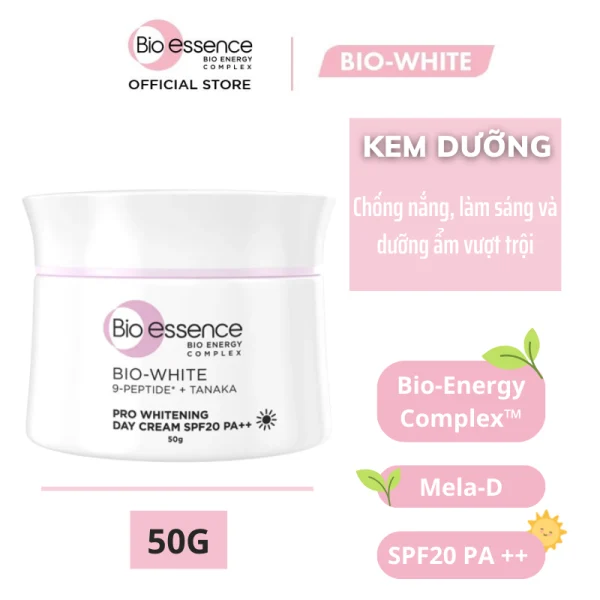 Bio essence
BIO ENERGY
COMPLEX
OFFICIAL STORE
BIO-WHITE
KEM DƯỠNG
Chống nắng, làm sáng và
dưỡng ẩm vượt trội
Bio essence
BIO ENERGY
COMPLEX
BIO-WHITE
9-PEPTIDE* + TANAKA
PRO WHITENING
DAY CREAM SPF20 PA++
50g
Bio-Energy
Complex™
Mela-D
SPF20 PA ++
50G